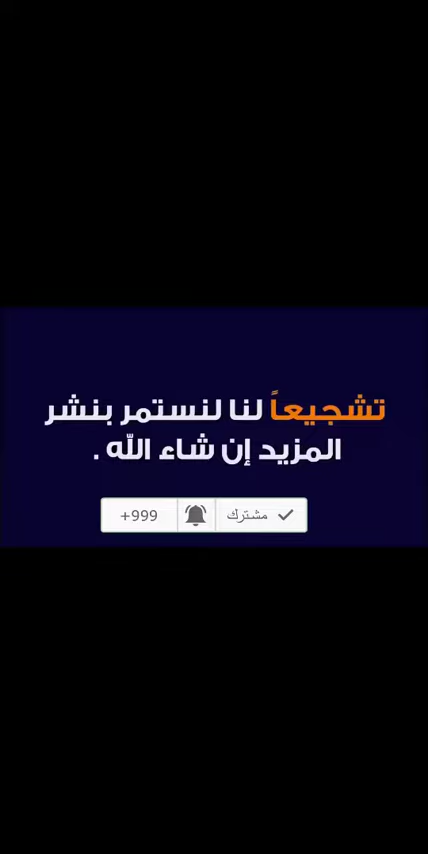 تشجيعاً لنا لنستمر بنشر
المزيد إن شاء الله .
مشترك +999